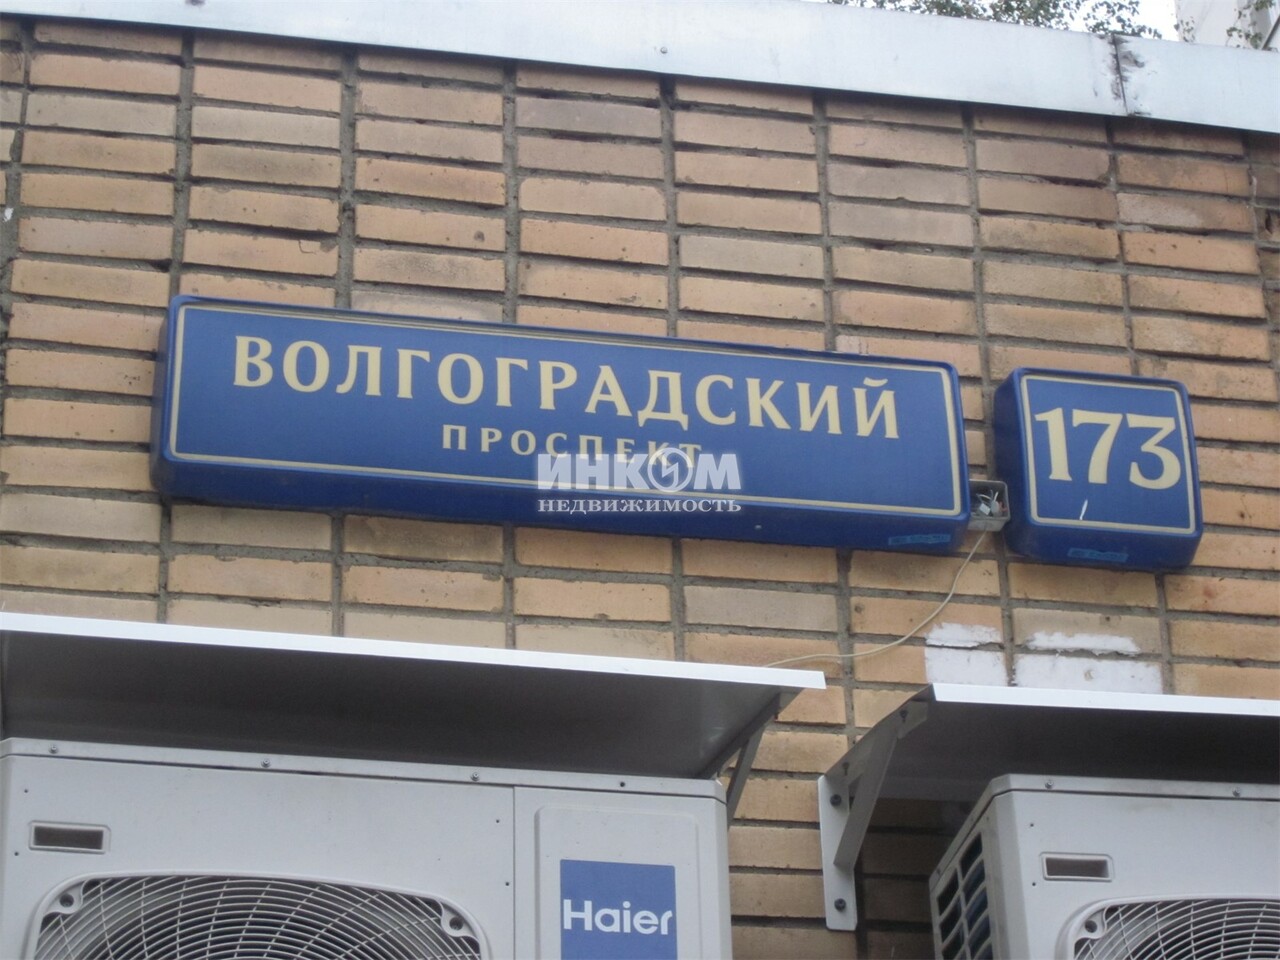 ВОЛГОГРАДСКИЙ
ПРОСПЕКТ
173
ИНКОМ
НЕДВИЖИМОСТЬ
Haier